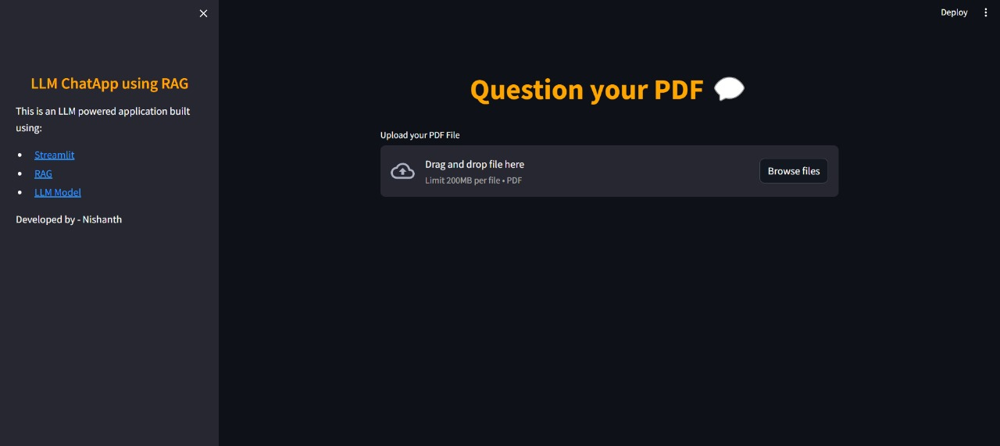 Deploy
LLM ChatApp using RAG
This is an LLM powered application built
using:
• Streamlit
• RAG
• LLM Model
Developed by - Nishanth
Question your PDF 💬
Upload your PDF File
Drag and drop file here
Limit 200MB per file • PDF
Browse files